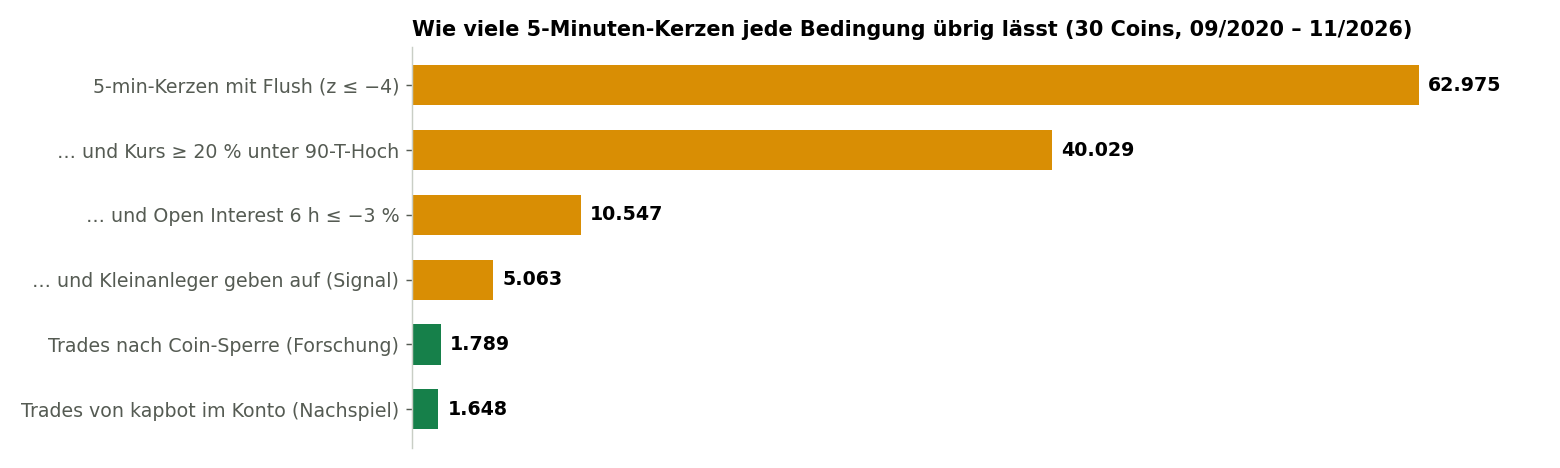 Wie viele 5-Minuten-Kerzen jede Bedingung übrig lässt (30 Coins, 09/2020 – 11/2026)
5-min-Kerzen mit Flush (z ≤ −4) 62.975
… und Kurs ≥ 20 % unter 90-T-Hoch 40.029
… und Open Interest 6 h ≤ −3 % 10.547
… und Kleinanleger geben auf (Signal) 5.063
Trades nach Coin-Sperre (Forschung) 1.789
Trades von kapbot im Konto (Nachspiel) 1.648